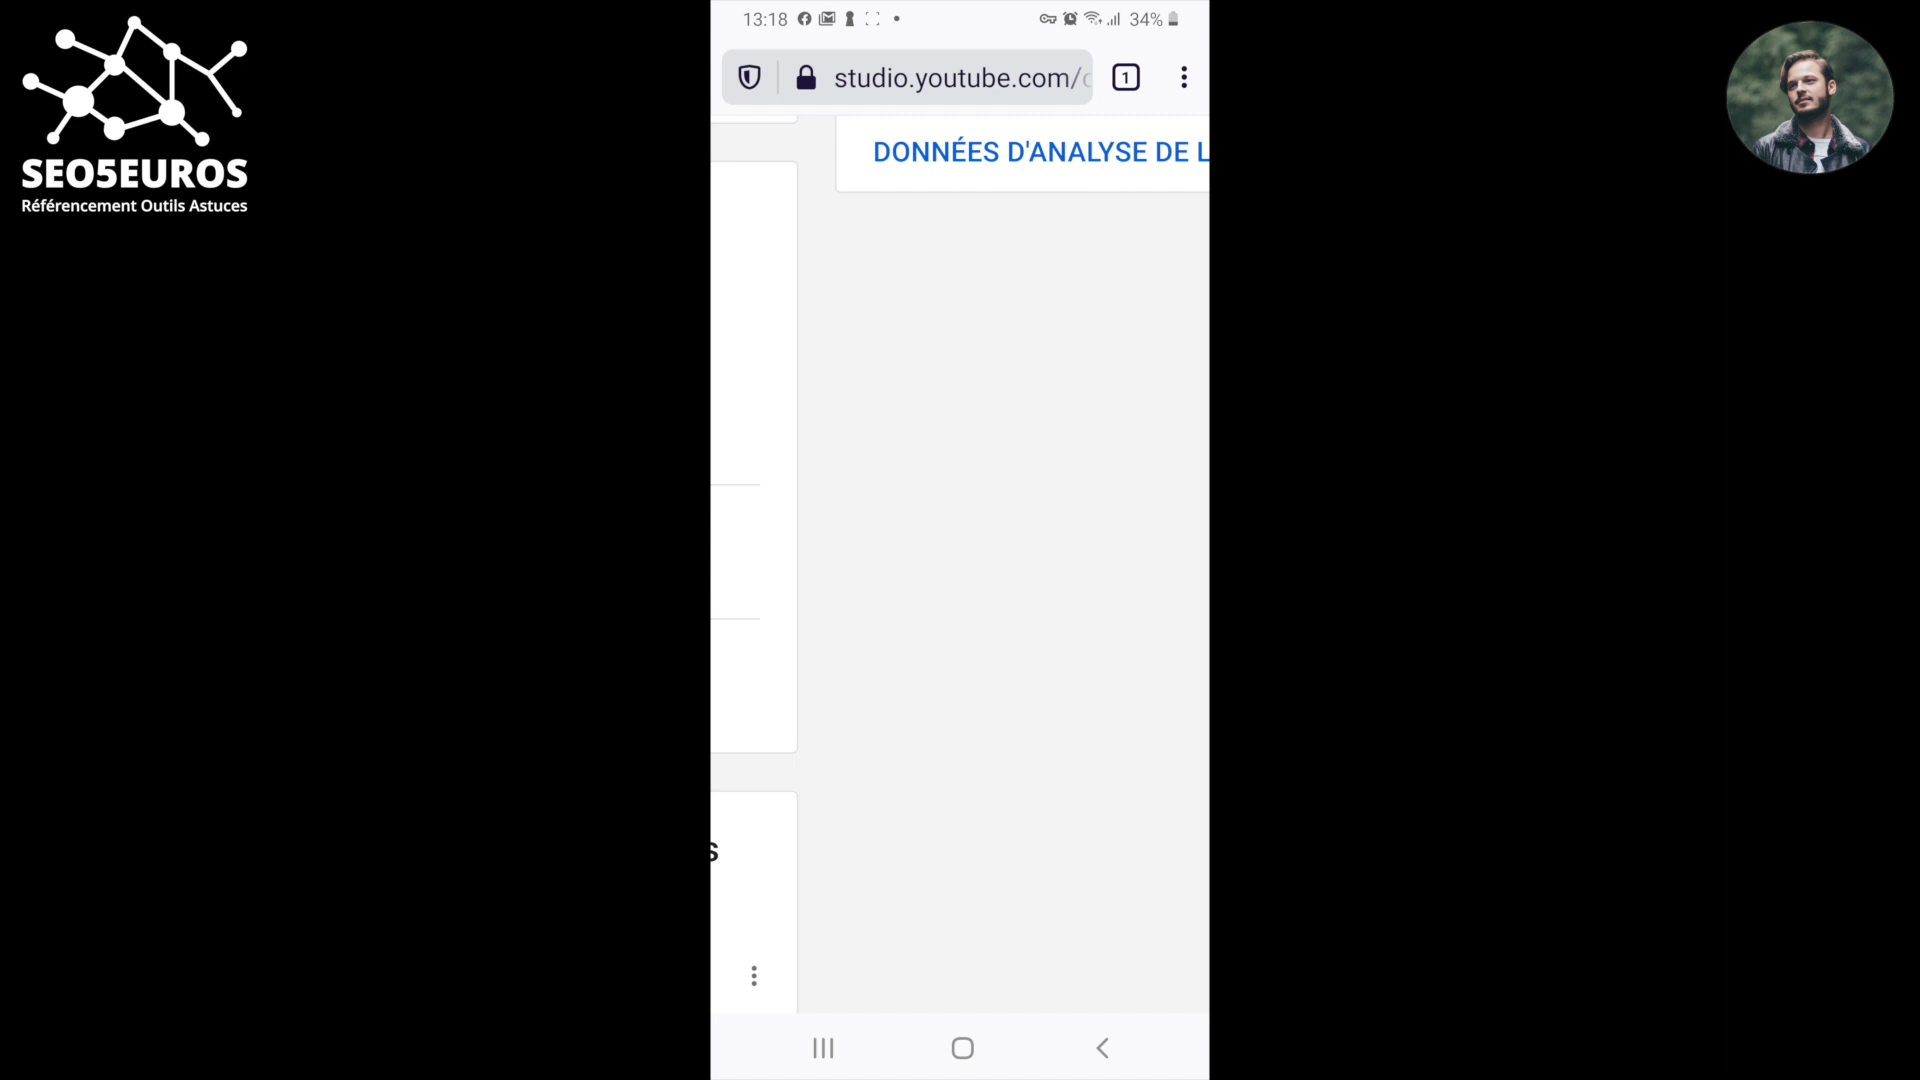 SEO5EUROS
Référencement Outils Astuces
13:18
34%
studio.youtube.com/
1
DONNÉES D'ANALYSE DE L
s